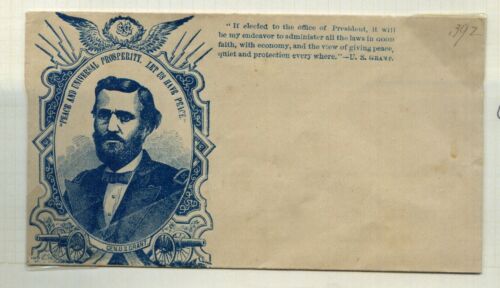 "PEACE AND UNIVERSAL PROSPERITY. LET US HAVE PEACE"
GEN. U.S. GRANT.
"If elected to the office of President, it will
be my endeavor to administer all the laws in good
faith, with economy, and the view of giving peace,
quiet and protection every where."—U. S. GRANT.
1392